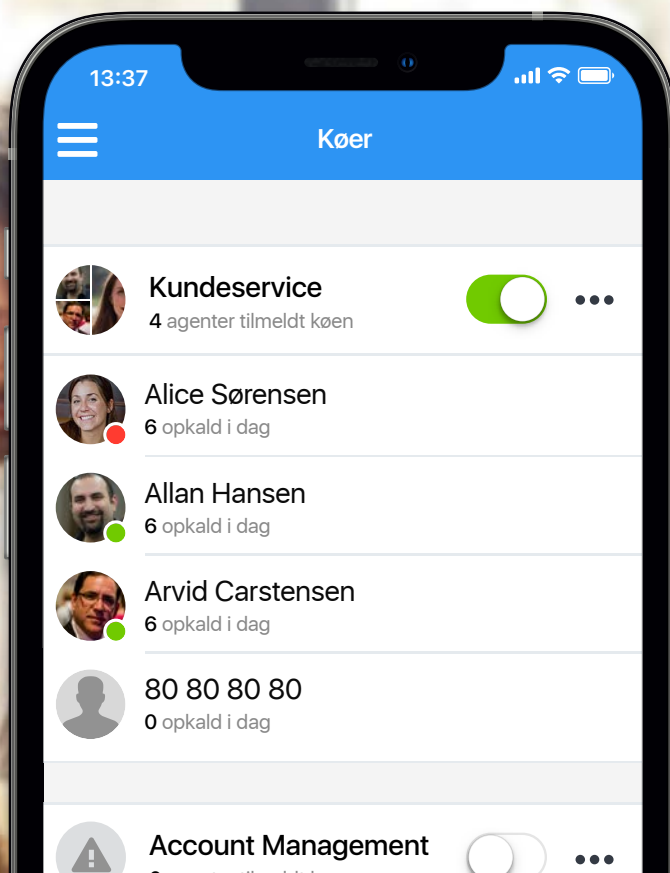 13:37
Køer
Kundeservice
4 agenter tilmeldt køen
Alice Sørensen
6 opkald i dag
Allan Hansen
6 opkald i dag
Arvid Carstensen
6 opkald i dag
80 80 80 80
0 opkald i dag
Account Management